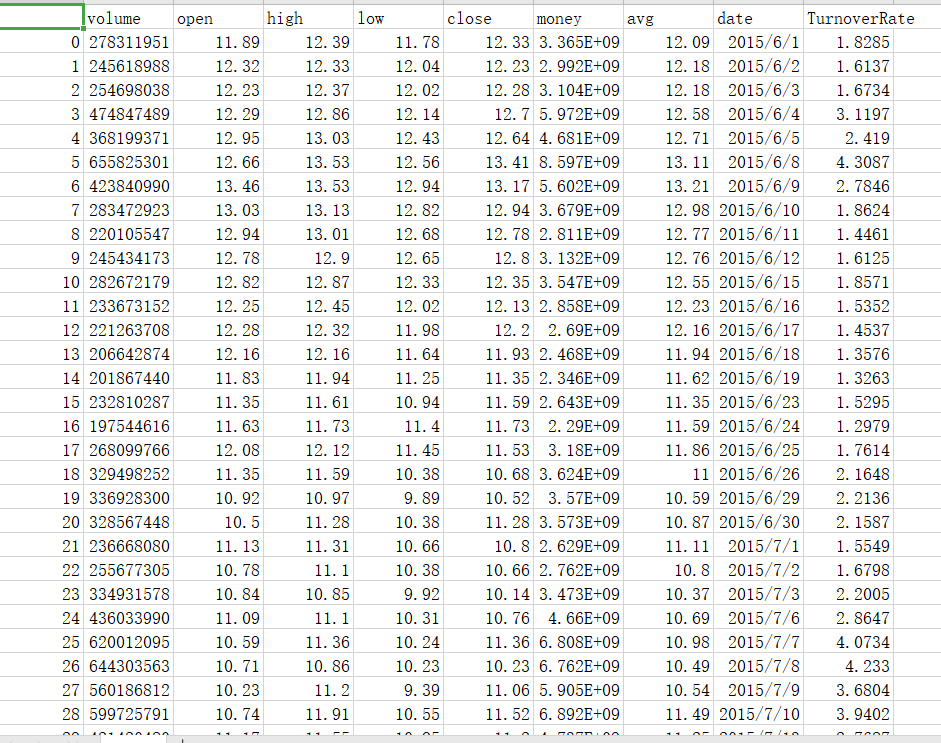 volume open high low close money avg date TurnoverRate
0 278311951 11.89 12.39 11.78 12.33 3.365E+09 12.09 2015/6/1 1.8285
1 245618988 12.32 12.33 12.04 12.23 2.992E+09 12.18 2015/6/2 1.6137
2 254698038 12.23 12.37 12.02 12.28 3.104E+09 12.18 2015/6/3 1.6734
3 474847489 12.29 12.86 12.14 12.7 5.972E+09 12.58 2015/6/4 3.1197
4 368199371 12.95 13.03 12.43 12.64 4.681E+09 12.71 2015/6/5 2.419
5 655825301 12.66 13.53 12.56 13.41 8.597E+09 13.11 2015/6/8 4.3087
6 423840990 13.46 13.53 12.94 13.17 5.602E+09 13.21 2015/6/9 2.7846
7 283472923 13.03 13.13 12.82 12.94 3.679E+09 12.98 2015/6/10 1.8624
8 220105547 12.94 13.01 12.68 12.78 2.811E+09 12.77 2015/6/11 1.4461
9 245434173 12.78 12.9 12.65 12.8 3.132E+09 12.76 2015/6/12 1.6125
10 282672179 12.82 12.87 12.33 12.35 3.547E+09 12.55 2015/6/15 1.8571
11 233673152 12.25 12.45 12.02 12.13 2.858E+09 12.23 2015/6/16 1.5352
12 221263708 12.28 12.32 11.98 12.2 2.69E+09 12.16 2015/6/17 1.4537
13 206642874 12.16 12.16 11.64 11.93 2.468E+09 11.94 2015/6/18 1.3576
14 201867440 11.83 11.94 11.25 11.35 2.346E+09 11.62 2015/6/19 1.3263
15 232810287 11.35 11.61 10.94 11.59 2.643E+09 11.35 2015/6/23 1.5295
16 197544616 11.63 11.73 11.4 11.73 2.29E+09 11.59 2015/6/24 1.2979
17 268099766 12.08 12.12 11.45 11.53 3.18E+09 11.86 2015/6/25 1.7614
18 329498252 11.35 11.59 10.38 10.68 3.624E+09 11 2015/6/26 2.1648
19 336928300 10.92 10.97 9.89 10.52 3.57E+09 10.59 2015/6/29 2.2136
20 328567448 10.5 11.28 10.38 11.28 3.573E+09 10.87 2015/6/30 2.1587
21 236668080 11.13 11.31 10.66 10.8 2.629E+09 11.11 2015/7/1 1.5549
22 255677305 10.78 11.1 10.38 10.66 2.762E+09 10.8 2015/7/2 1.6798
23 334931578 10.84 10.85 9.92 10.14 3.473E+09 10.37 2015/7/3 2.2005
24 436033990 11.09 11.1 10.31 10.76 4.66E+09 10.69 2015/7/6 2.8647
25 620012095 10.59 11.36 10.24 11.36 6.808E+09 10.98 2015/7/7 4.0734
26 644303563 10.71 10.86 10.23 10.23 6.762E+09 10.49 2015/7/8 4.233
27 560186812 10.23 11.2 9.39 11.06 5.905E+09 10.54 2015/7/9 3.6804
28 599725791 10.74 11.91 10.55 11.52 6.892E+09 11.49 2015/7/10 3.9402